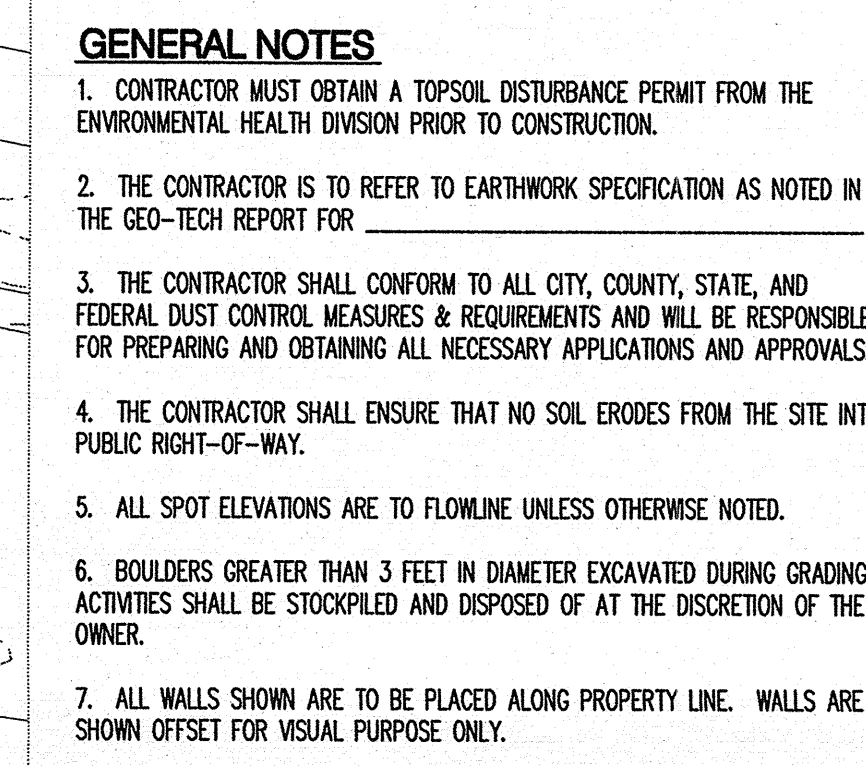 GENERAL NOTES
1. CONTRACTOR MUST OBTAIN A TOPSOIL DISTURBANCE PERMIT FROM THE
ENVIRONMENTAL HEALTH DIVISION PRIOR TO CONSTRUCTION.
2. THE CONTRACTOR IS TO REFER TO EARTHWORK SPECIFICATION AS NOTED IN
THE GEO-TECH REPORT FOR
3. THE CONTRACTOR SHALL CONFORM TO ALL CITY, COUNTY, STATE, AND
FEDERAL DUST CONTROL MEASURES & REQUIREMENTS AND WILL BE RESPONSIBLE
FOR PREPARING AND OBTAINING ALL NECESSARY APPLICATIONS AND APPROVALS
4. THE CONTRACTOR SHALL ENSURE THAT NO SOIL ERODES FROM THE SITE INT
PUBLIC RIGHT-OF-WAY.
5. ALL SPOT ELEVATIONS ARE TO FLOWLINE UNLESS OTHERWISE NOTED.
6. BOULDERS GREATER THAN 3 FEET IN DIAMETER EXCAVATED DURING GRADING
ACTIVITIES SHALL BE STOCKPILED AND DISPOSED OF AT THE DISCRETION OF THE
OWNER.
7. ALL WALLS SHOWN ARE TO BE PLACED ALONG PROPERTY LINE. WALLS ARE
SHOWN OFFSET FOR VISUAL PURPOSE ONLY.